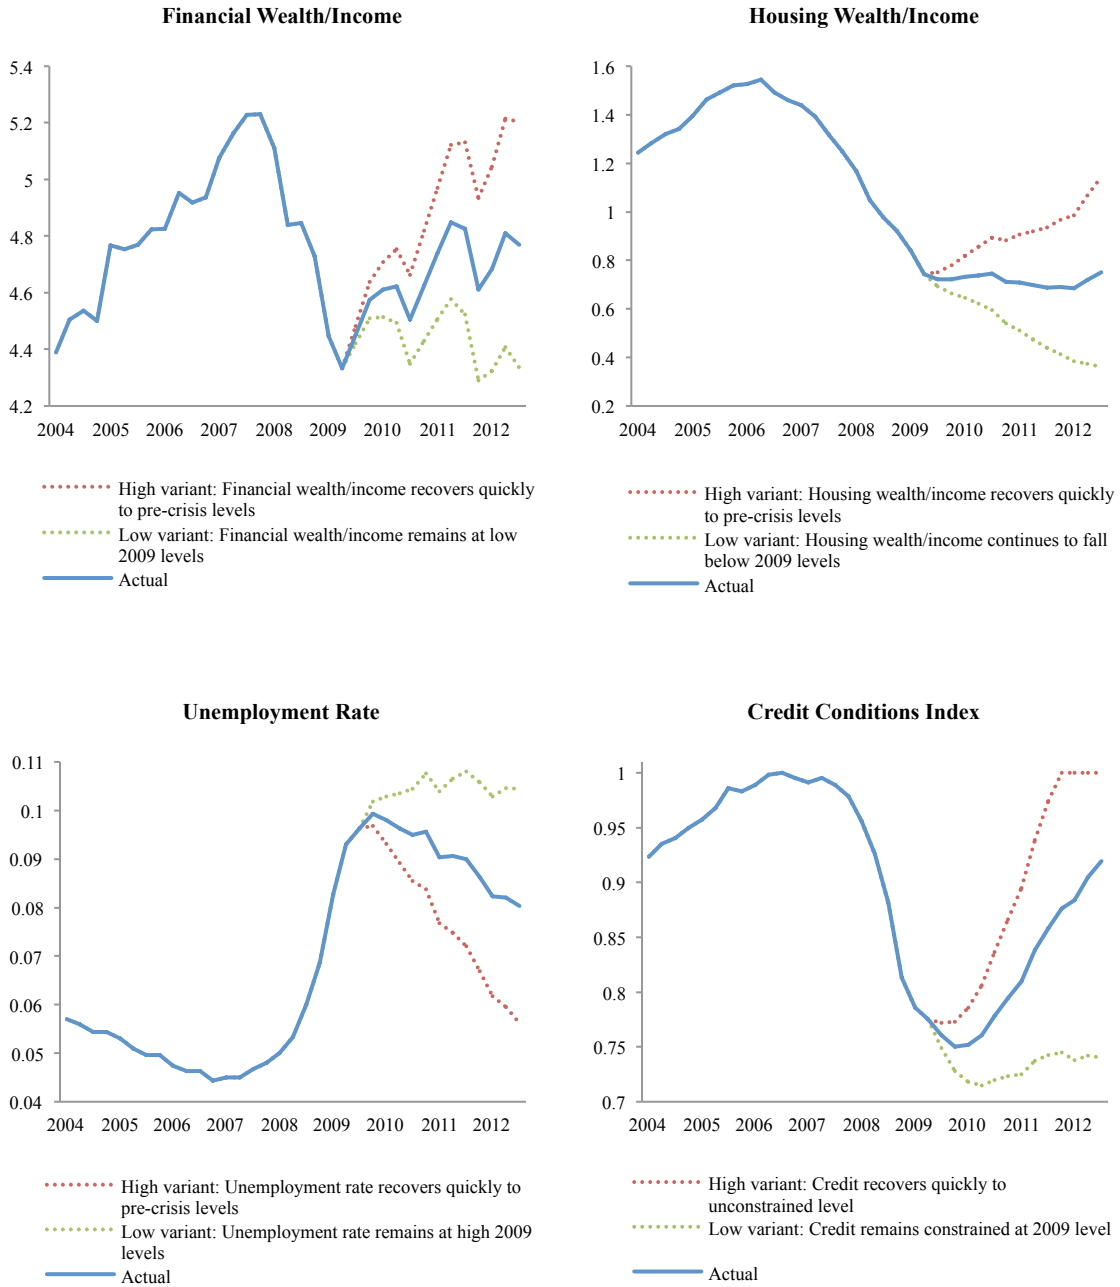 Financial Wealth/Income
5.4
5.2
5
4.8
4.6
4.4
4.2
2004 2005 2006 2007 2008 2009 2010 2011 2012
High variant: Financial wealth/income recovers quickly
to pre-crisis levels
Low variant: Financial wealth/income remains at low
2009 levels
Actual
Housing Wealth/Income
1.6
1.4
1.2
1
0.8
0.6
0.4
0.2
2004 2005 2006 2007 2008 2009 2010 2011 2012
High variant: Housing wealth/income recovers quickly
to pre-crisis levels
Low variant: Housing wealth/income continues to fall
below 2009 levels
Actual
Unemployment Rate
0.11
0.1
0.09
0.08
0.07
0.06
0.05
0.04
2004 2005 2006 2007 2008 2009 2010 2011 2012
High variant: Unemployment rate recovers quickly to
pre-crisis levels
Low variant: Unemployment rate remains at high 2009
levels
Actual
Credit Conditions Index
1
0.95
0.9
0.85
0.8
0.75
0.7
2004 2005 2006 2007 2008 2009 2010 2011 2012
High variant: Credit recovers quickly to
unconstrained level
Low variant: Credit remains constrained at 2009 level
Actual